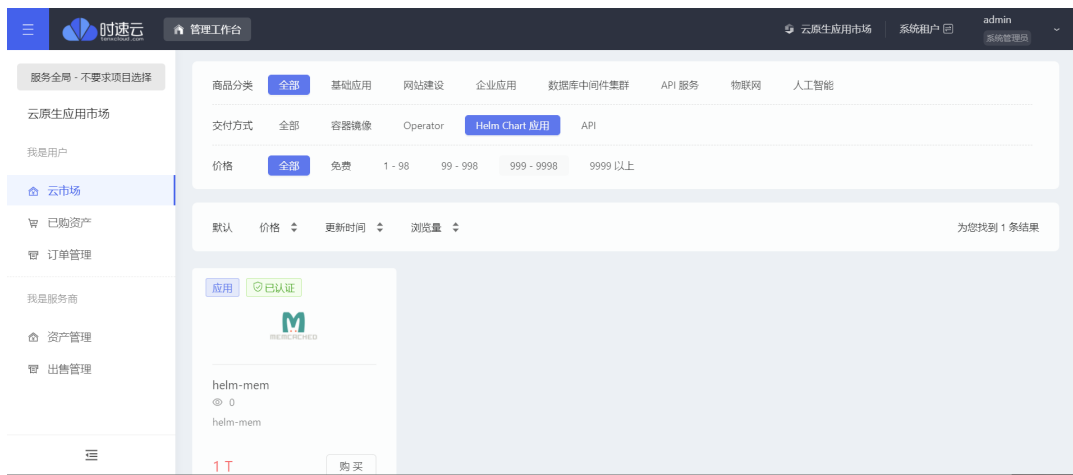 时速云
tenxcloud.com
管理工作台
云原生应用市场
系统租户
admin
系统管理员
服务全局 - 不要求项目选择
云原生应用市场
我是用户
云市场
已购资产
订单管理
我是服务商
资产管理
出售管理
商品分类 全部 基础应用 网站建设 企业应用 数据库中间件集群 API 服务 物联网 人工智能
交付方式 全部 容器镜像 Operator Helm Chart 应用 API
价格 全部 免费 1 - 98 99 - 998 999 - 9998 9999 以上
默认 价格 更新时间 浏览量 为您找到 1 条结果
应用 已认证
MEMCACHED
helm-mem
0
helm-mem
1 T 购 买